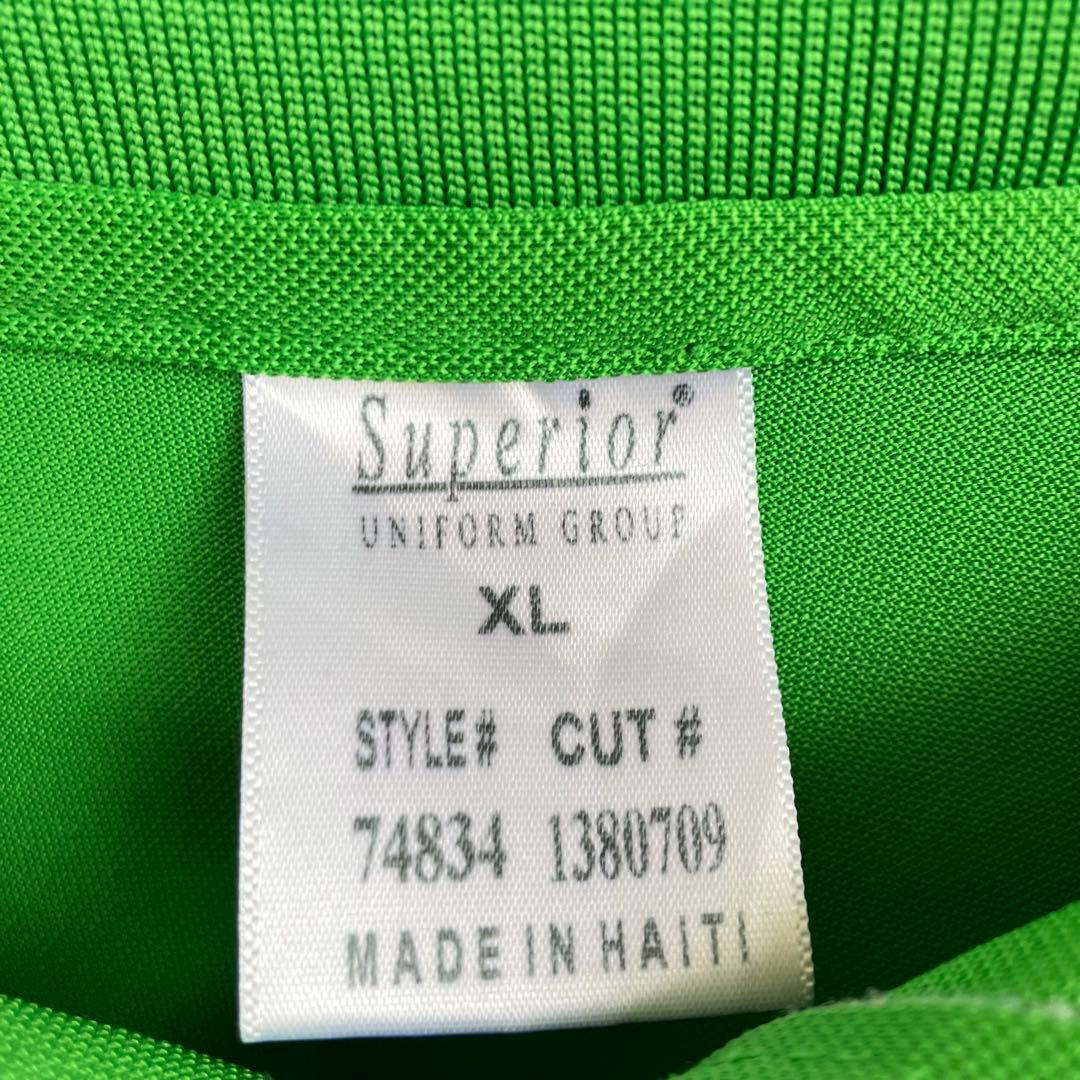 Superior®
UNIFORM GROUP
XL
STYLE# CUT #
74834 1380709
MADE IN HAITI